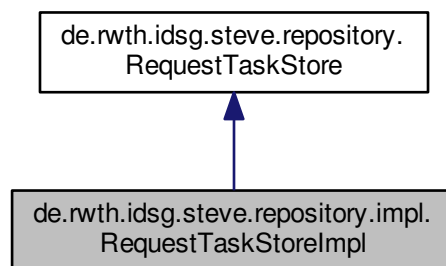 de.rwth.idsg.steve.repository.
RequestTaskStore
de.rwth.idsg.steve.repository.impl.
RequestTaskStoreImpl